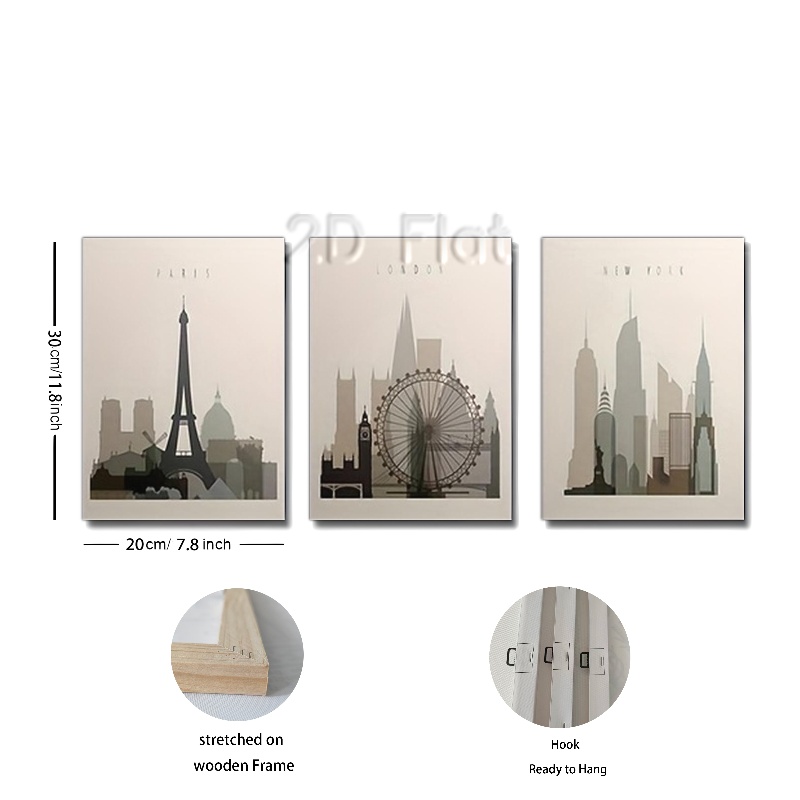 2D Flat
PARIS
LONDON
NEW YORK
30cm/11.8inch
20cm/ 7.8 inch
stretched on
wooden Frame
Hook
Ready to Hang